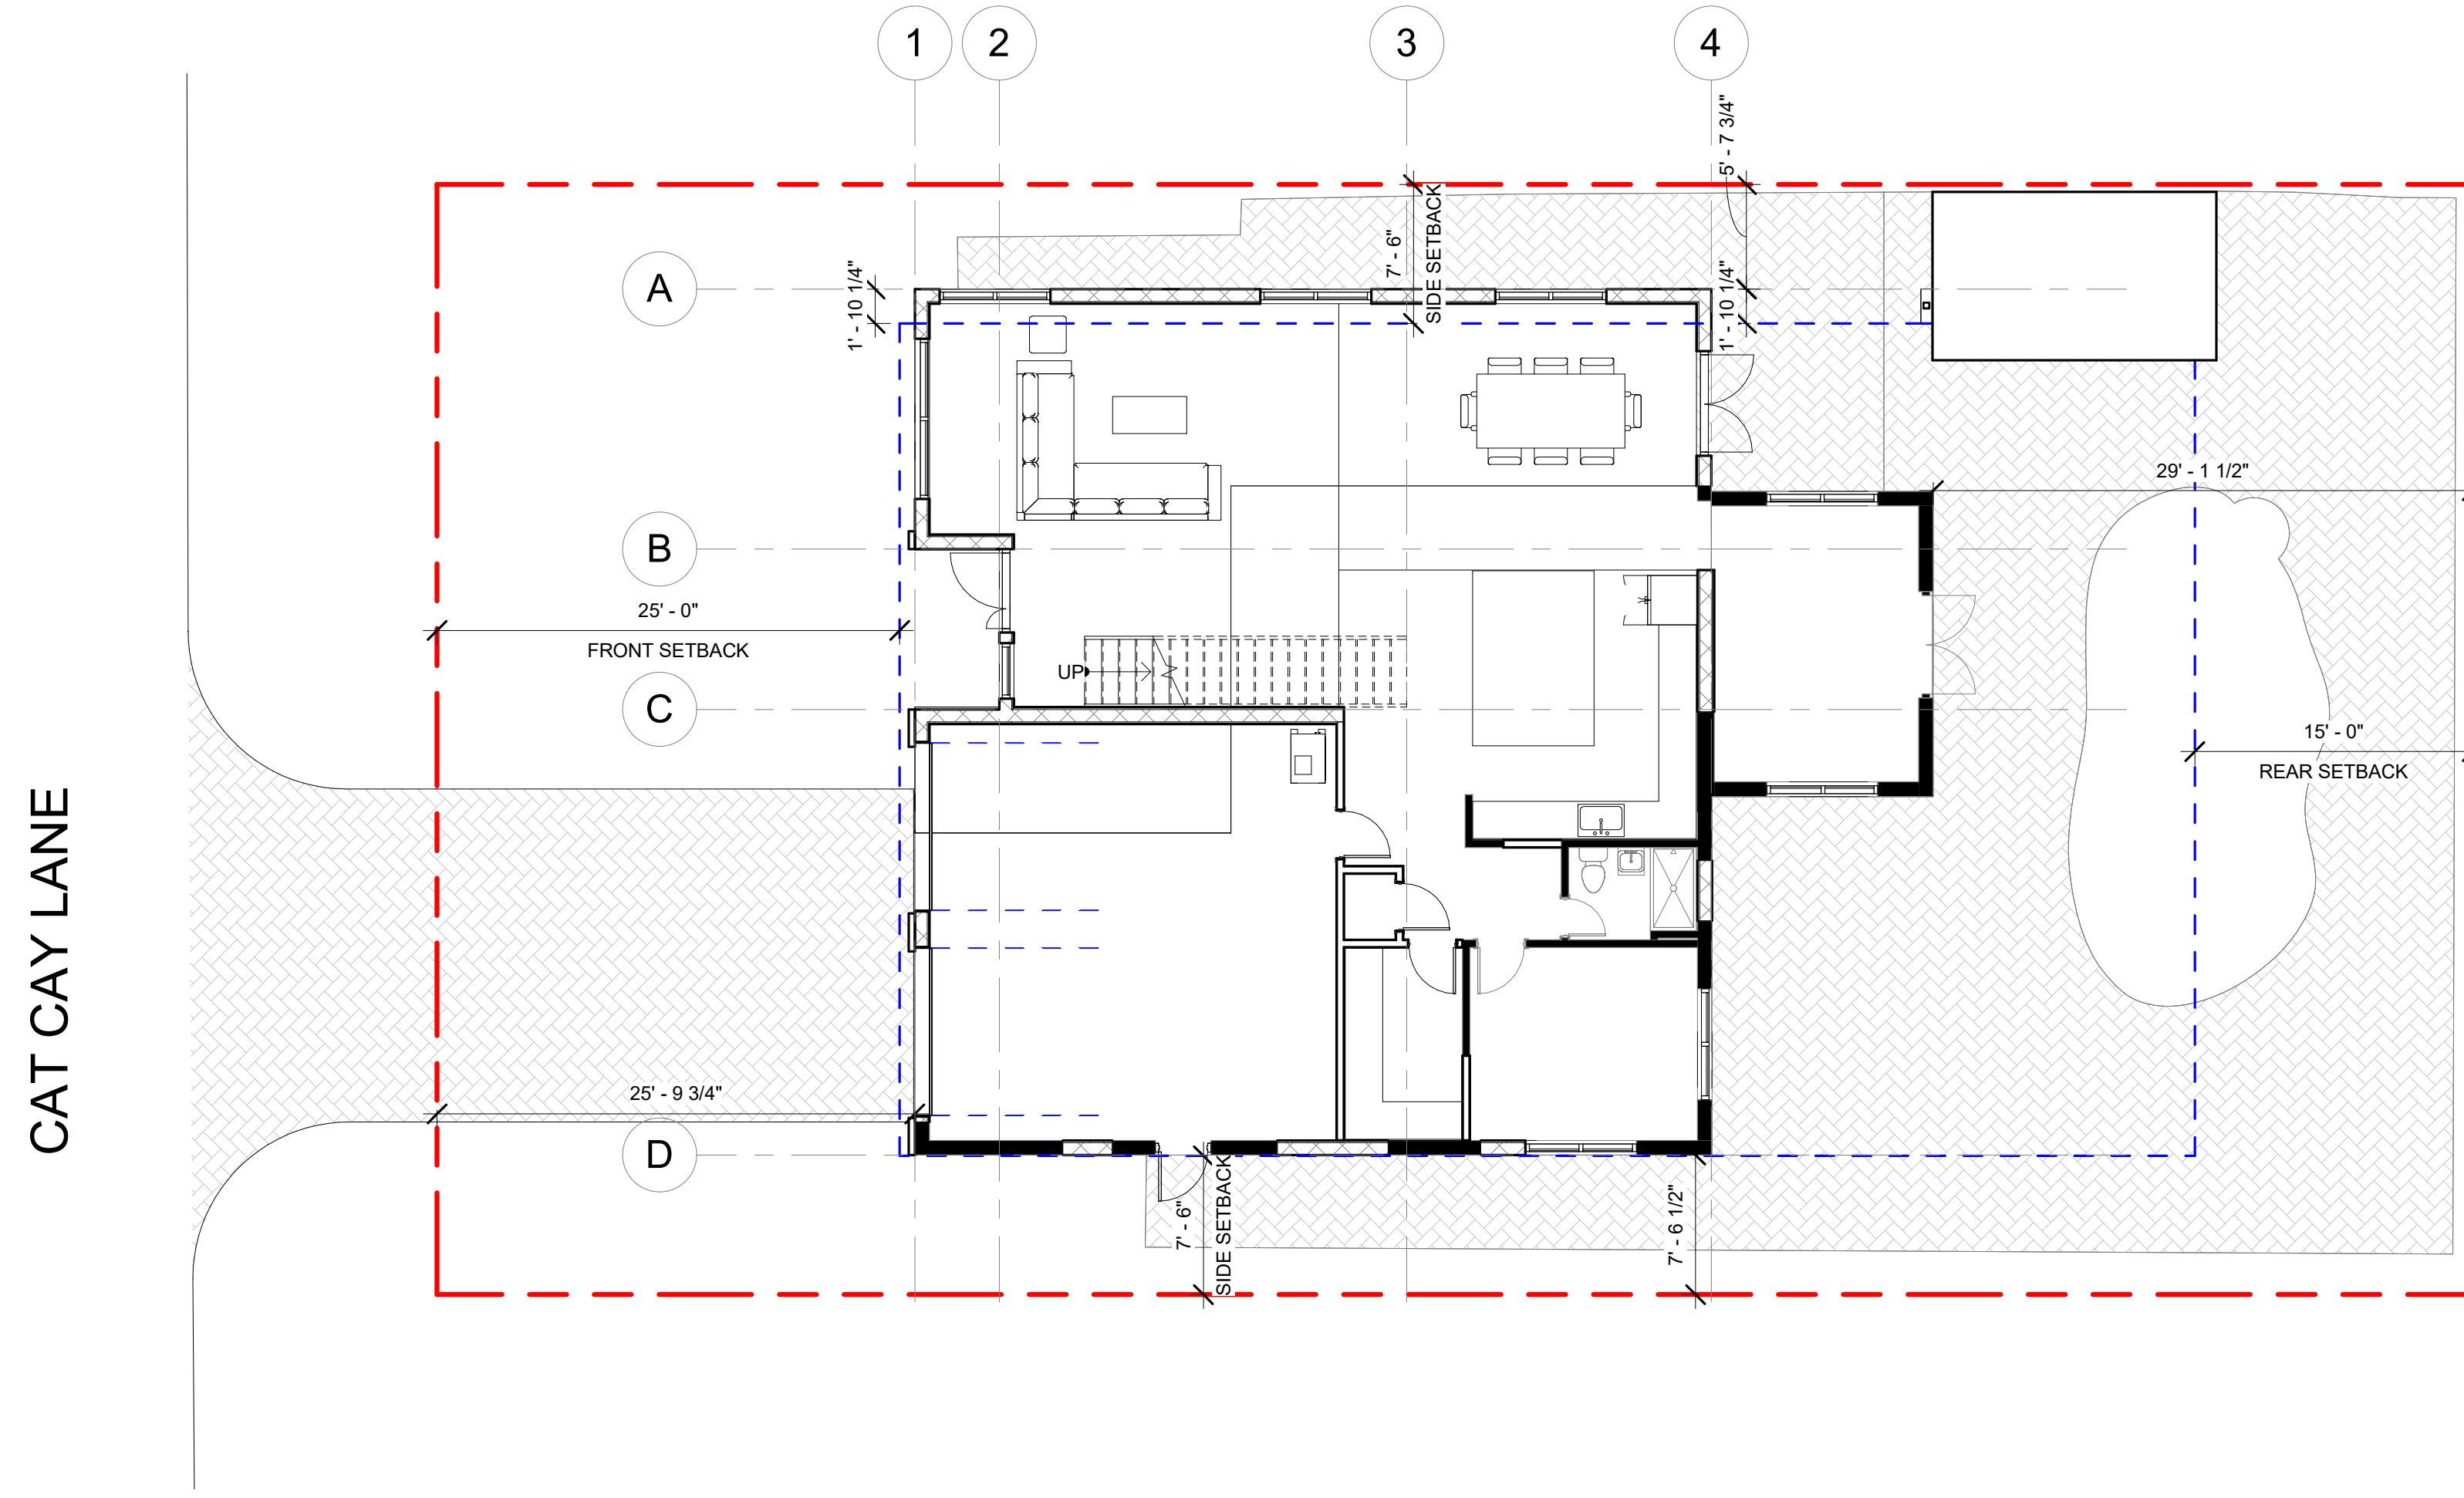 1
2
3
4
5' - 7 3/4"
7' - 6"
SIDE SETBACK
A
1' - 10 1/4"
1' - 10 1/4"
29' - 1 1/2"
B
25' - 0"
FRONT SETBACK
UP
C
15' - 0"
REAR SETBACK
CAT CAY LANE
25' - 9 3/4"
D
7' - 6"
SIDE SETBACK
7' - 6 1/2"